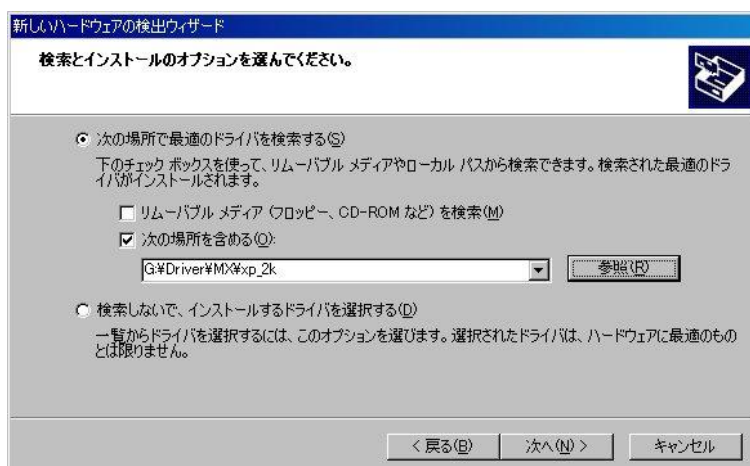 新しいハードウェアの検出ウィザード
検索とインストールのオプションを選んでください。
次の場所で最適のドライバを検索する(S)
下のチェック ボックスを使って、リムーバブル メディアやローカル パスから検索できます。検索された最適のドラ
イバがインストールされます。
リムーバブル メディア (フロッピー、CD-ROM など) を検索(M)
次の場所を含める(O):
G:¥Driver¥MX¥xp_2k
参照(R)
検索しないで、インストールするドライバを選択する(D)
一覧からドライバを選択するには、このオプションを選びます。選択されたドライバは、ハードウェアに最適のもの
とは限りません。
< 戻る(B) 次へ(N) > キャンセル